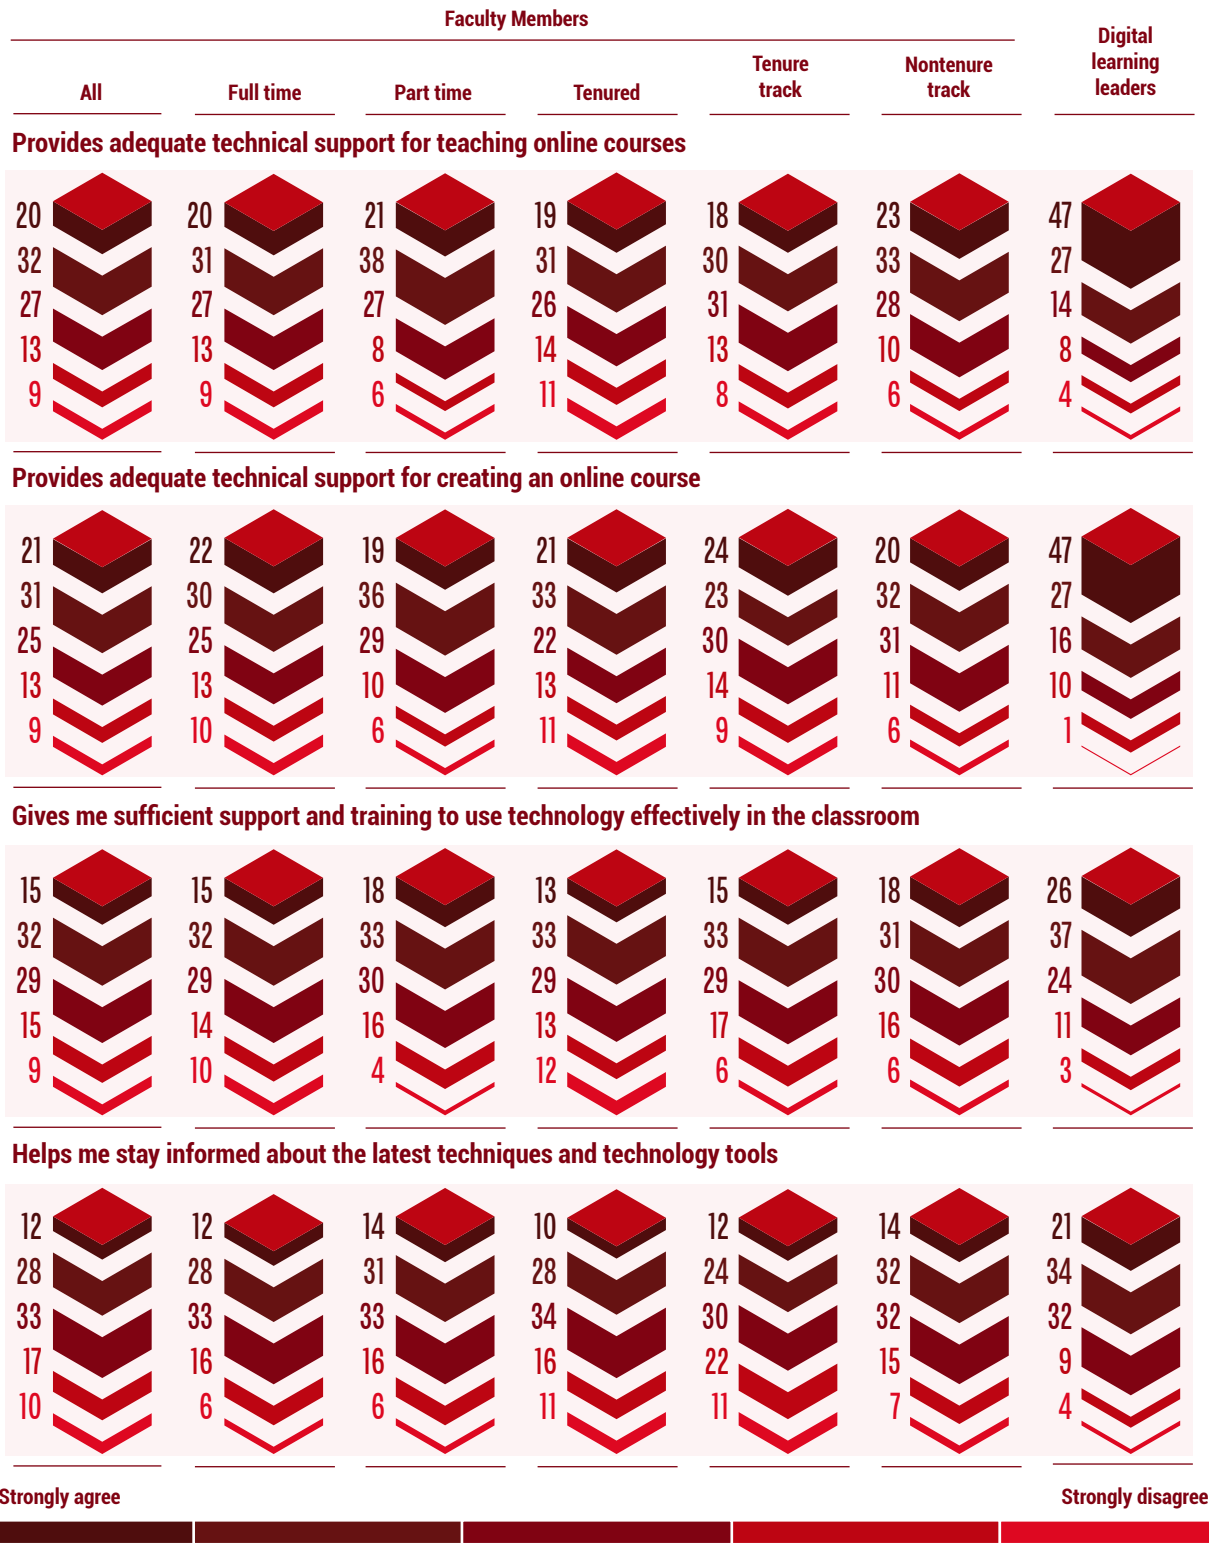 Faculty Members
Digital
learning
leaders
All
Full time
Part time
Tenured
Tenure
track
Nontenure
track
Provides adequate technical support for teaching online courses
20 20 21 19 18 23 47
32 31 38 31 30 33 27
27 27 27 26 31 28 14
13 13 8 14 13 10 8
9 9 6 11 8 6 4
Provides adequate technical support for creating an online course
21 22 19 21 24 20 47
31 30 36 33 23 32 27
25 25 29 22 30 31 16
13 13 10 13 14 11 10
9 10 6 11 9 6 1
Gives me sufficient support and training to use technology effectively in the classroom
15 15 18 13 15 18 26
32 32 33 33 33 31 37
29 29 30 29 29 30 24
15 14 16 13 17 16 11
9 10 4 12 6 6 3
Helps me stay informed about the latest techniques and technology tools
12 12 14 10 12 14 21
28 28 31 28 24 32 34
33 33 33 34 30 32 32
17 16 16 16 22 15 9
10 6 6 11 11 7 4
Strongly agree
Strongly disagree